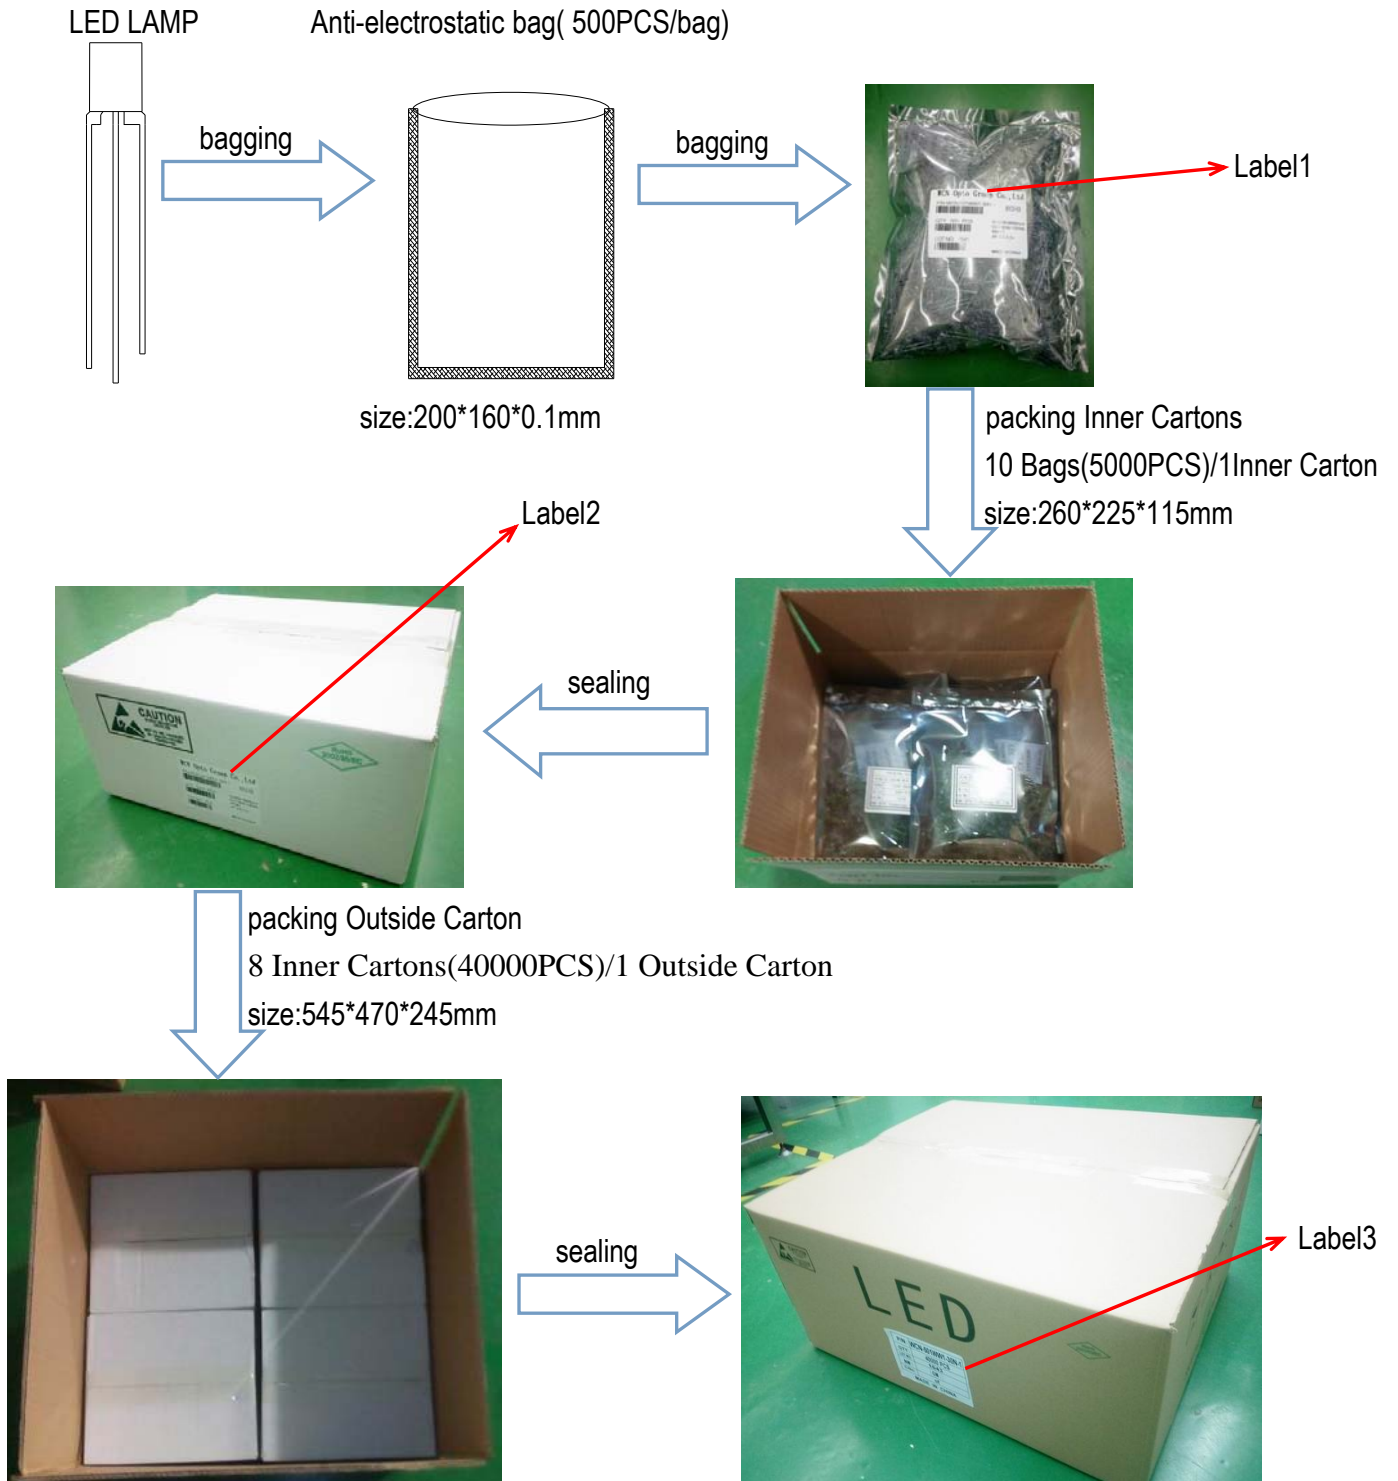 LED LAMP
Anti-electrostatic bag( 500PCS/bag)
bagging
bagging
Label1
size:200*160*0.1mm
packing Inner Cartons
10 Bags(5000PCS)/1Inner Carton
size:260*225*115mm
Label2
sealing
CAUTION
packing Outside Carton
8 Inner Cartons(40000PCS)/1 Outside Carton
size:545*470*245mm
sealing
Label3
LED